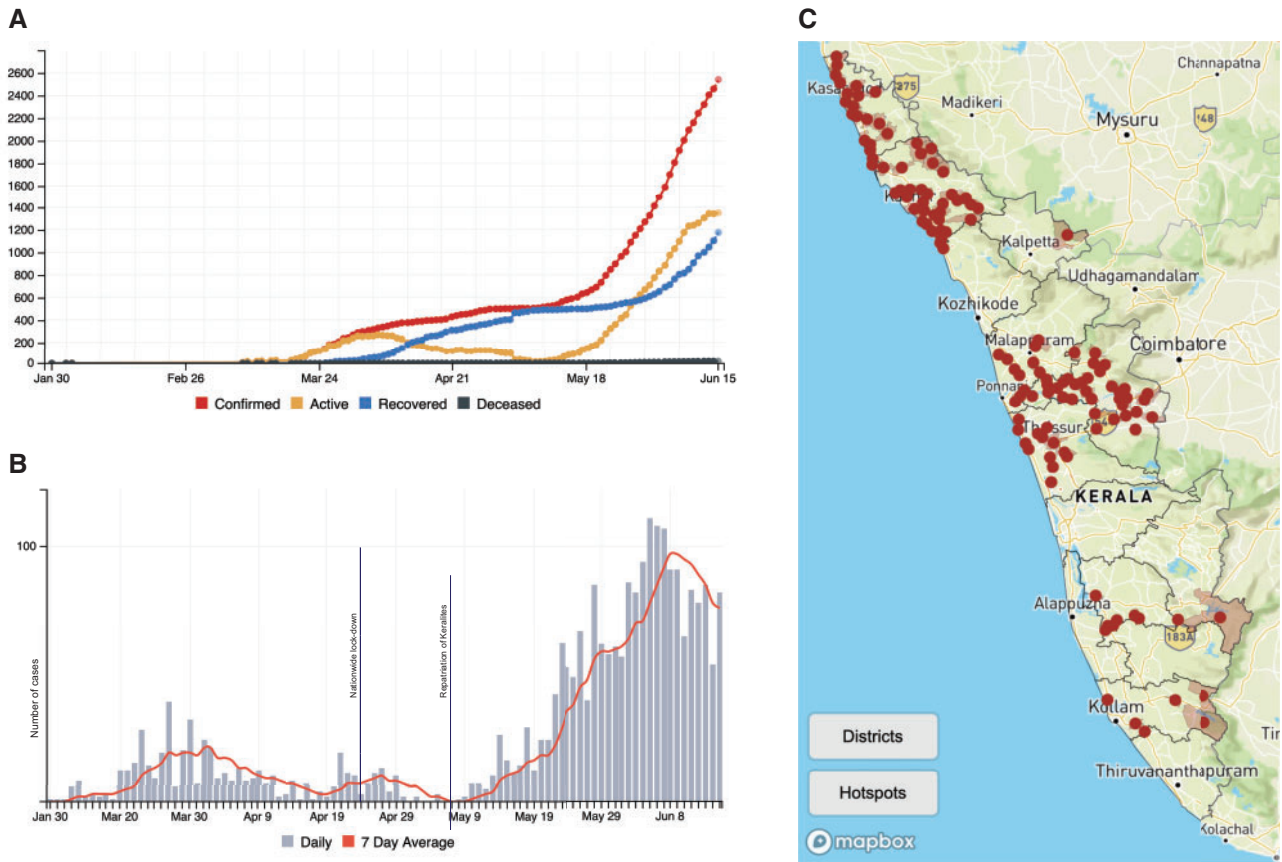 A
2600
2400
2200
2000
1800
1600
1400
1200
1000
800
600
400
200
0
Jan 30
Feb 26
Mar 24
Apr 21
May 18
Jun 15
Confirmed
Active
Recovered
Deceased
B
Number of cases
100
Nationwide lock-down
Repatriation of Keralites
Jan 30
Mar 20
Mar 30
Apr 9
Apr 19
Apr 29
May 9
May 19
May 29
Jun 8
Daily
7 Day Average
C
Channapatna
275
Madikeri
Mysuru
Kalpetta
Udhagamandalam
Kozhikode
Coimbatore
KERALA
Alappuzha
183A
Kollam
Districts
Thiruvananthapuram
Hotspots
Kolachal
mapbox